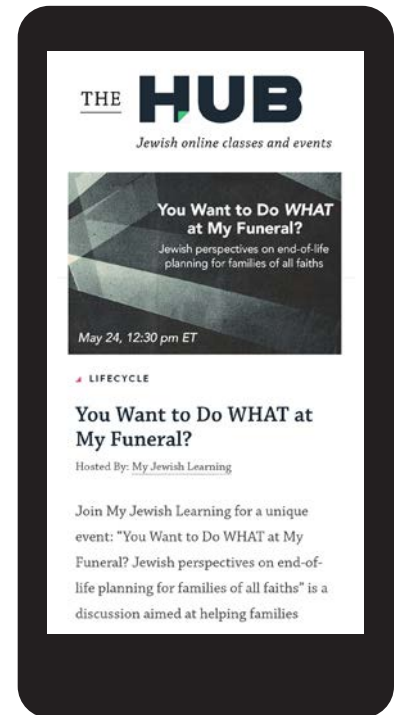 THE HUB
Jewish online classes and events
You Want to Do WHAT
at My Funeral?
Jewish perspectives on end-of-life
planning for families of all faiths
May 24, 12:30 pm ET
LIFECYCLE
You Want to Do WHAT at
My Funeral?
Hosted By: My Jewish Learning
Join My Jewish Learning for a unique
event: “You Want to Do WHAT at My
Funeral? Jewish perspectives on end-of-
life planning for families of all faiths” is a
discussion aimed at helping families